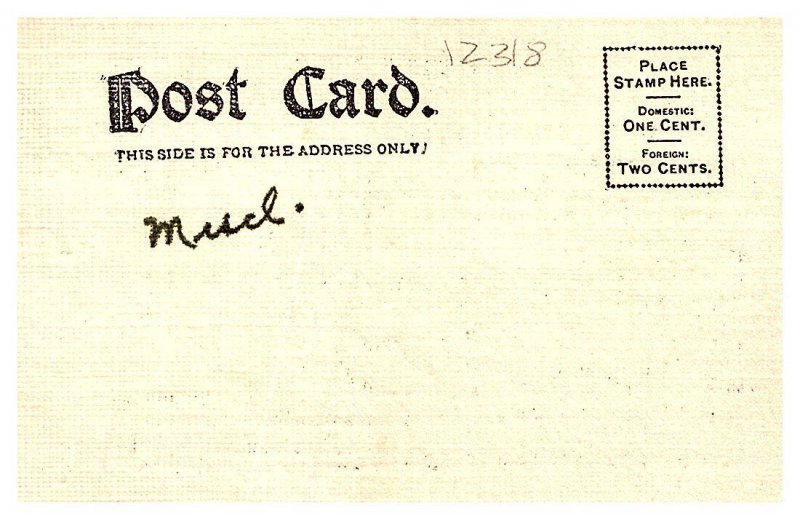 12318
Post Card.
THIS SIDE IS FOR THE ADDRESS ONLY.
PLACE
STAMP HERE.
DOMESTIC:
ONE CENT.
FOREIGN:
TWO CENTS.
Miscl.